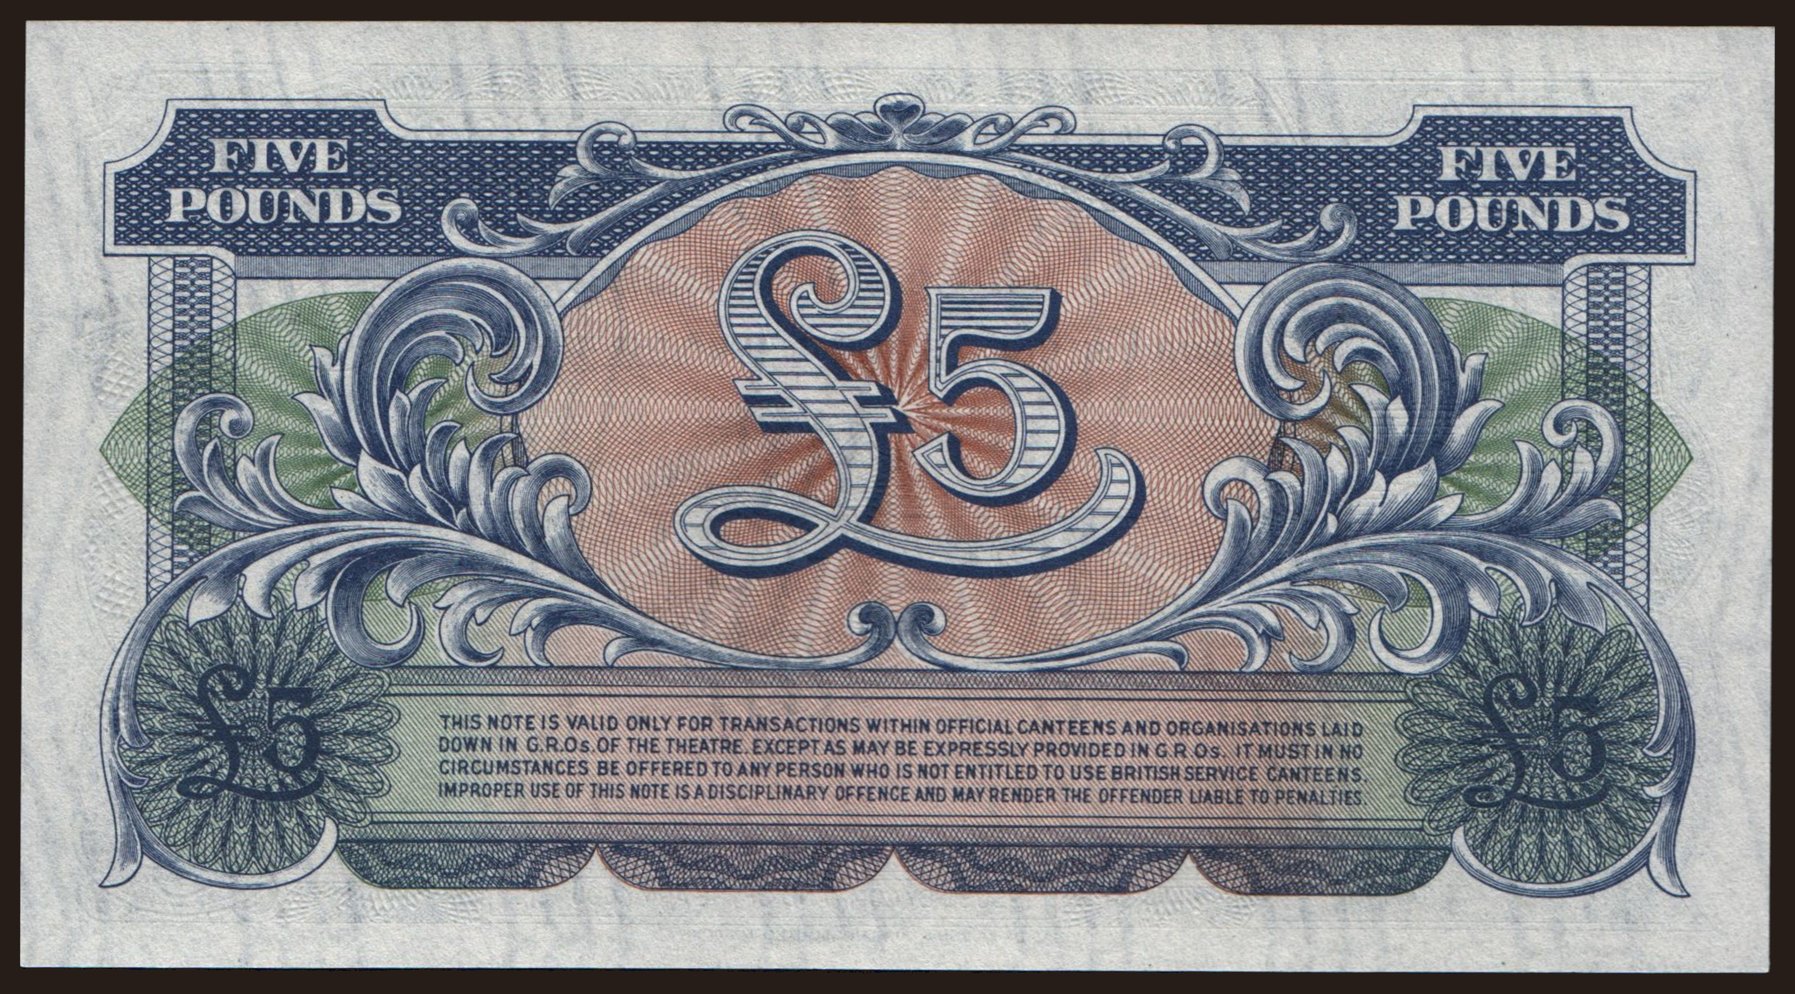 FIVE
POUNDS
FIVE
POUNDS
£5
THIS NOTE IS VALID ONLY FOR TRANSACTIONS WITHIN OFFICIAL CANTEENS AND ORGANISATIONS LAID
DOWN IN G.R.Os. OF THE THEATRE. EXCEPT AS MAY BE EXPRESSLY PROVIDED IN G.R.Os. IT MUST IN NO
CIRCUMSTANCES BE OFFERED TO ANY PERSON WHO IS NOT ENTITLED TO USE BRITISH SERVICE CANTEENS.
IMPROPER USE OF THIS NOTE IS A DISCIPLINARY OFFENCE AND MAY RENDER THE OFFENDER LIABLE TO PENALTIES.
£5
£5